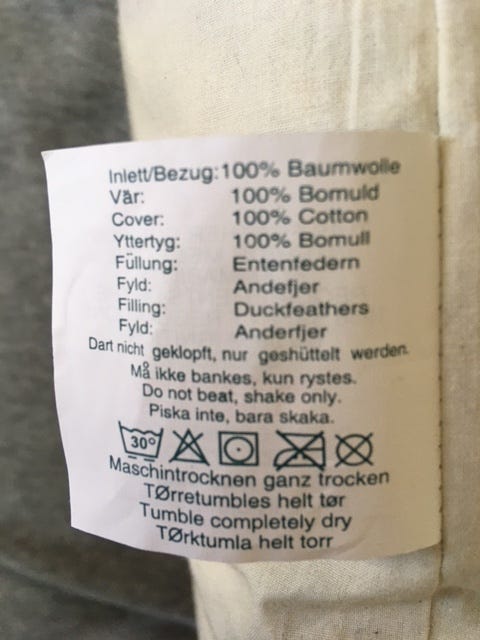 Inlett/Bezug: 100% Baumwolle
Vär: 100% Bomuld
Cover: 100% Cotton
Yttertyg: 100% Bomull
Füllung: Entenfedern
Fyld: Andefjer
Filling: Duckfeathers
Fyld: Anderfjer
Dart nicht geklopft, nur geshüttelt werden.
Må ikke bankes, kun rystes.
Do not beat, shake only.
Piska inte, bara skaka.
30°
Maschintrocknen ganz trocken
TØrretumbles helt tør
Tumble completely dry
TØrktumla helt torr